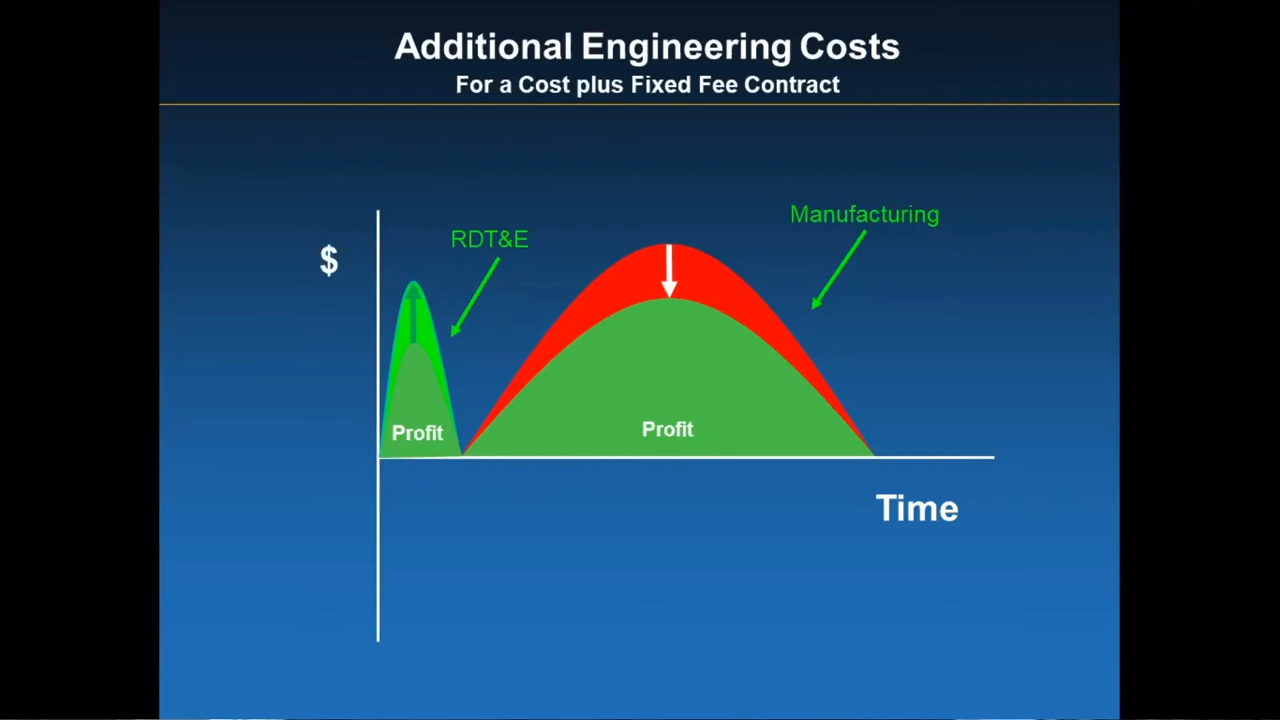 Additional Engineering Costs
For a Cost plus Fixed Fee Contract
Manufacturing
RDT&E
$
Profit
Profit
Time